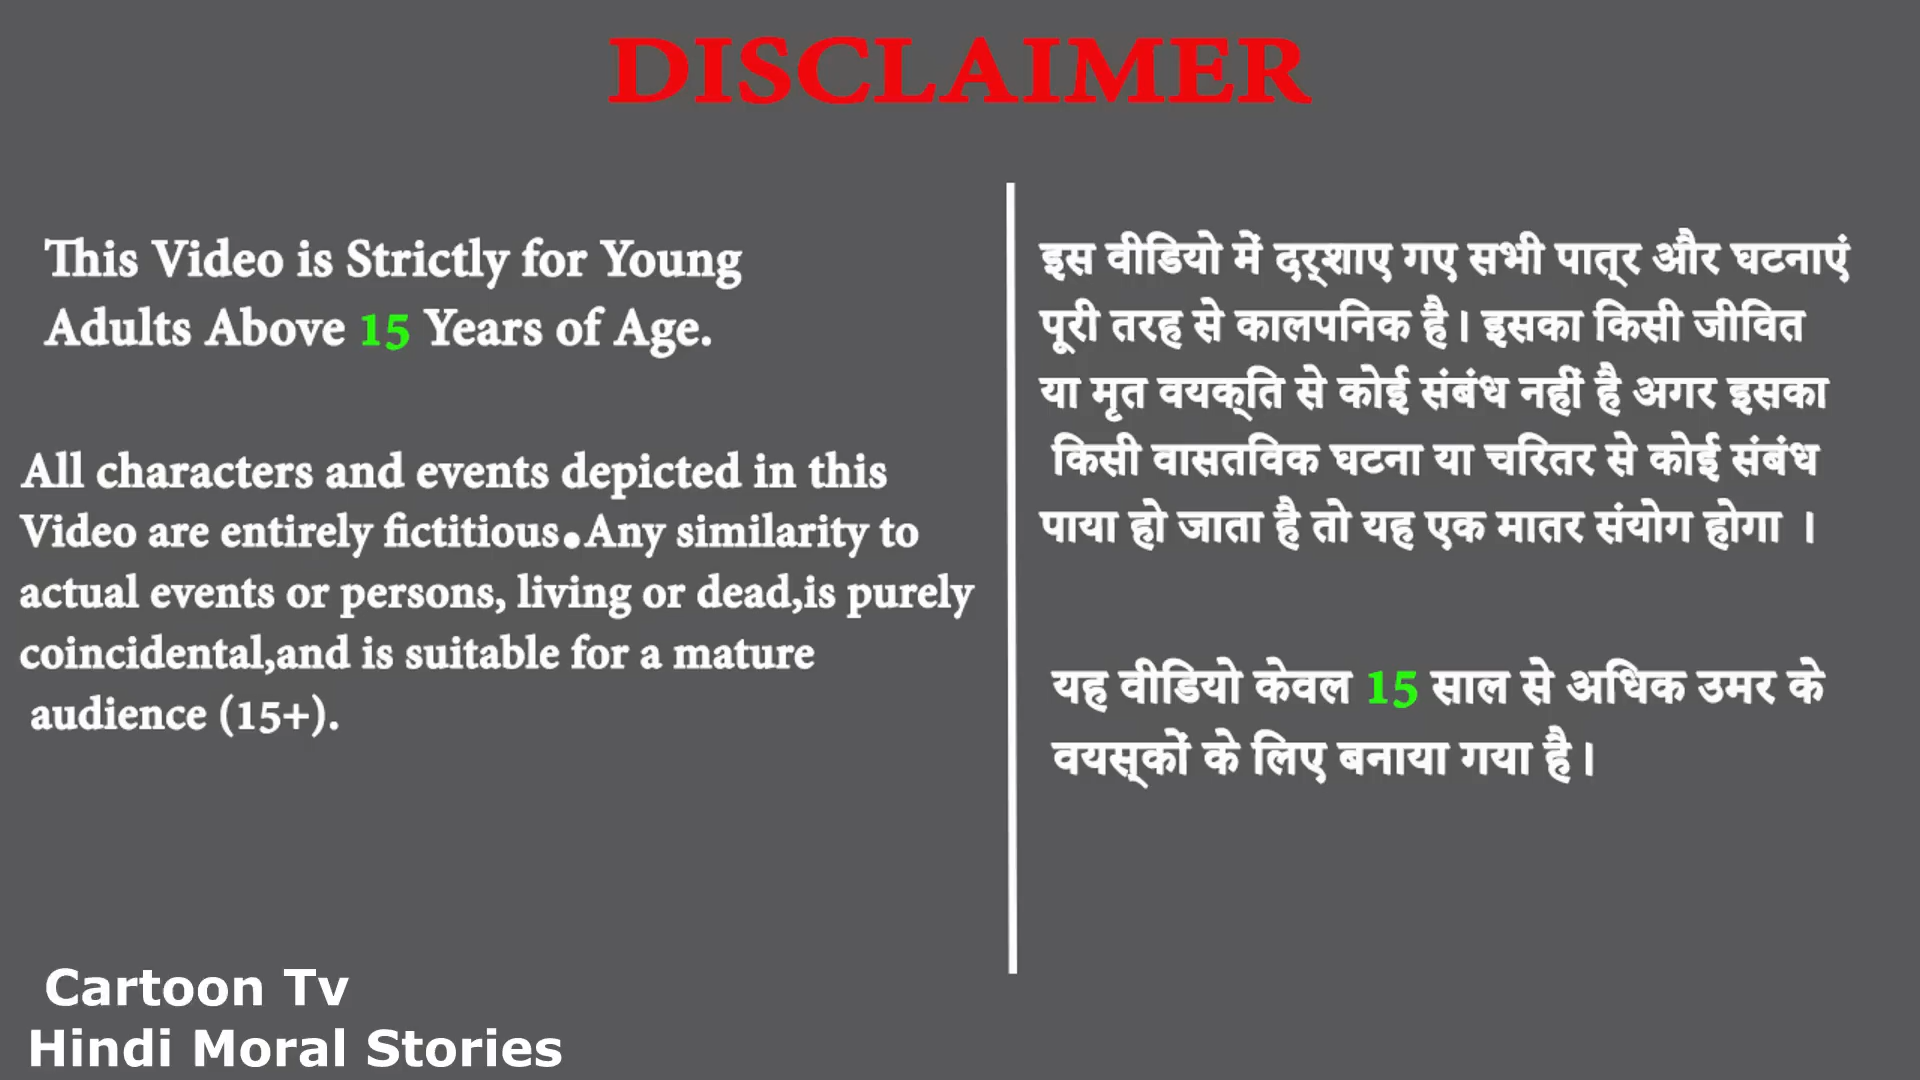 DISCLAIMER
This Video is Strictly for Young
Adults Above 15 Years of Age.
All characters and events depicted in this
Video are entirely fictitious.Any similarity to
actual events or persons, living or dead,is purely
coincidental,and is suitable for a mature
audience (15+).
इस वीडियो में दर्‌शाए गए सभी पात्‌र और घटनाएं
पूरी तरह से कालपनिक है। इसका किसी जीवित
या मृत वयक्‌ति से कोई संबंध नहीं है अगर इसका
किसी वासतविक घटना या चरितर से कोई संबंध
पाया हो जाता है तो यह एक मातर संयोग होगा ।
यह वीडियो केवल 15 साल से अधिक उमर के
वयस्‌कों के लिए बनाया गया है।
Cartoon Tv
Hindi Moral Stories